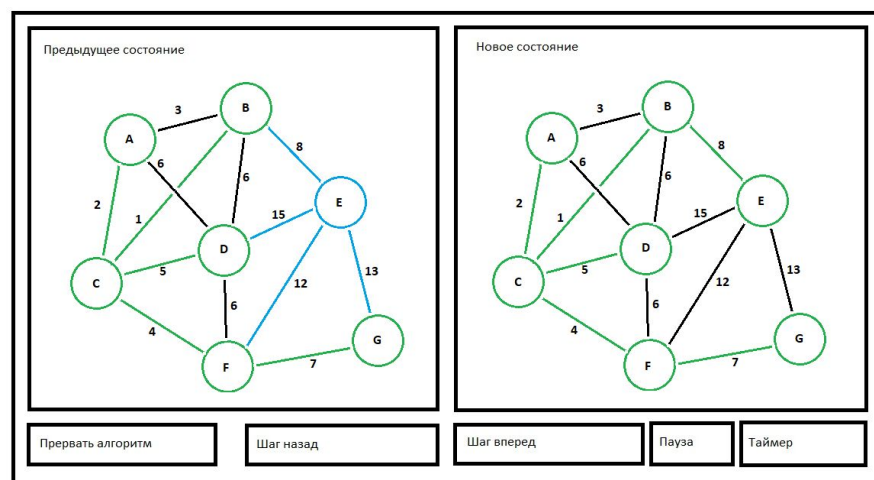 Предыдущее состояние
B
3
A
6
8
6
E
2
1
15
D
C
5
13
12
6
4
G
F
7
Новое состояние
B
3
A
6
8
6
E
2
1
15
D
C
5
13
12
6
4
G
F
7
Прервать алгоритм
Шаг назад
Шаг вперед
Пауза
Таймер